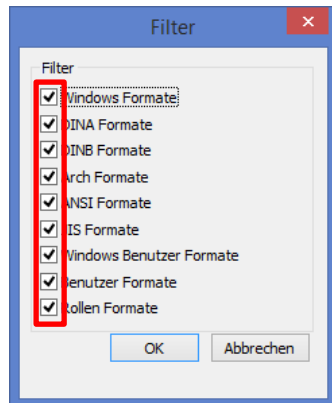 Filter
Filter
Windows Formate
DINA Formate
DINB Formate
Arch Formate
ANSI Formate
JIS Formate
Windows Benutzer Formate
Benutzer Formate
Rollen Formate
OK Abbrechen